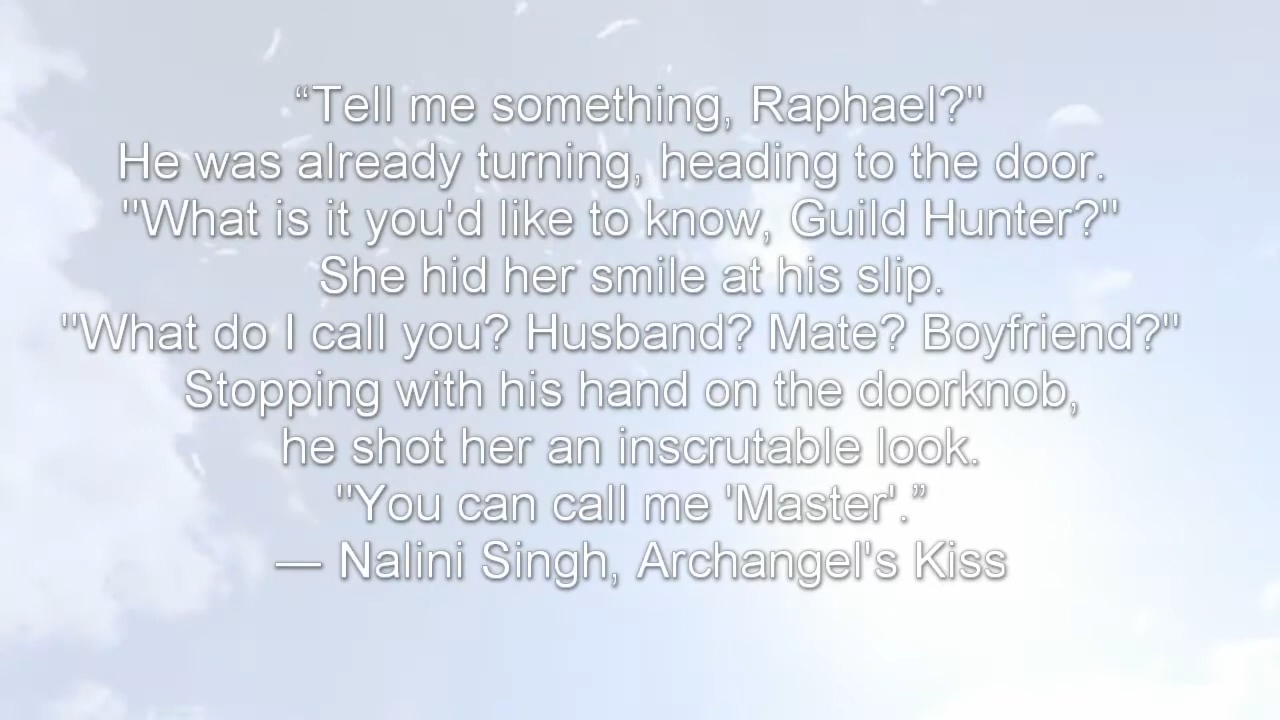 “Tell me something, Raphael?"
He was already turning, heading to the door.
"What is it you'd like to know, Guild Hunter?"
She hid her smile at his slip.
"What do I call you? Husband? Mate? Boyfriend?"
Stopping with his hand on the doorknob,
he shot her an inscrutable look.
"You can call me 'Master'.”
— Nalini Singh, Archangel's Kiss